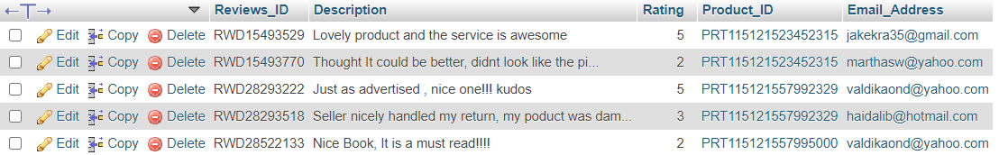 ←T→ Reviews_ID Description Rating Product_ID Email_Address
Edit Copy Delete RWD15493529 Lovely product and the service is awesome 5 PRT115121523452315 jakekra35@gmail.com
Edit Copy Delete RWD15493770 Thought It could be better, didnt look like the pi... 2 PRT115121523452315 marthasw@yahoo.com
Edit Copy Delete RWD28293222 Just as advertised , nice one!!! kudos 5 PRT115121557992329 valdikaond@yahoo.com
Edit Copy Delete RWD28293518 Seller nicely handled my return, my poduct was dam... 3 PRT115121557992329 haidalib@hotmail.com
Edit Copy Delete RWD28522133 Nice Book, It is a must read!!!! 2 PRT115121557995000 valdikaond@yahoo.com